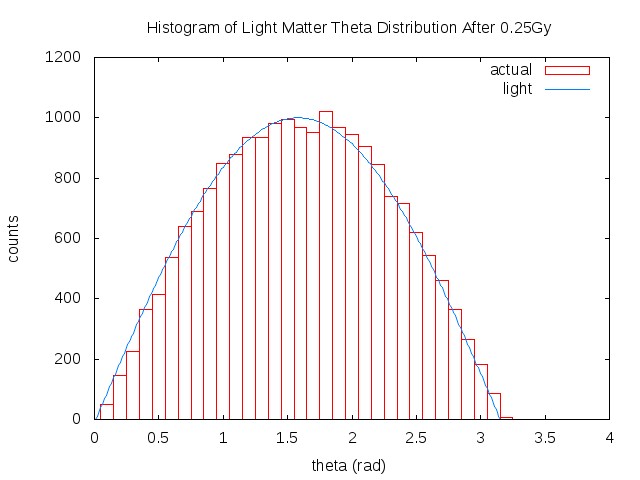 Histogram of Light Matter Theta Distribution After 0.25Gy
1200
1000
800
600
400
200
0
counts
actual
light
0 0.5 1 1.5 2 2.5 3 3.5 4
theta (rad)